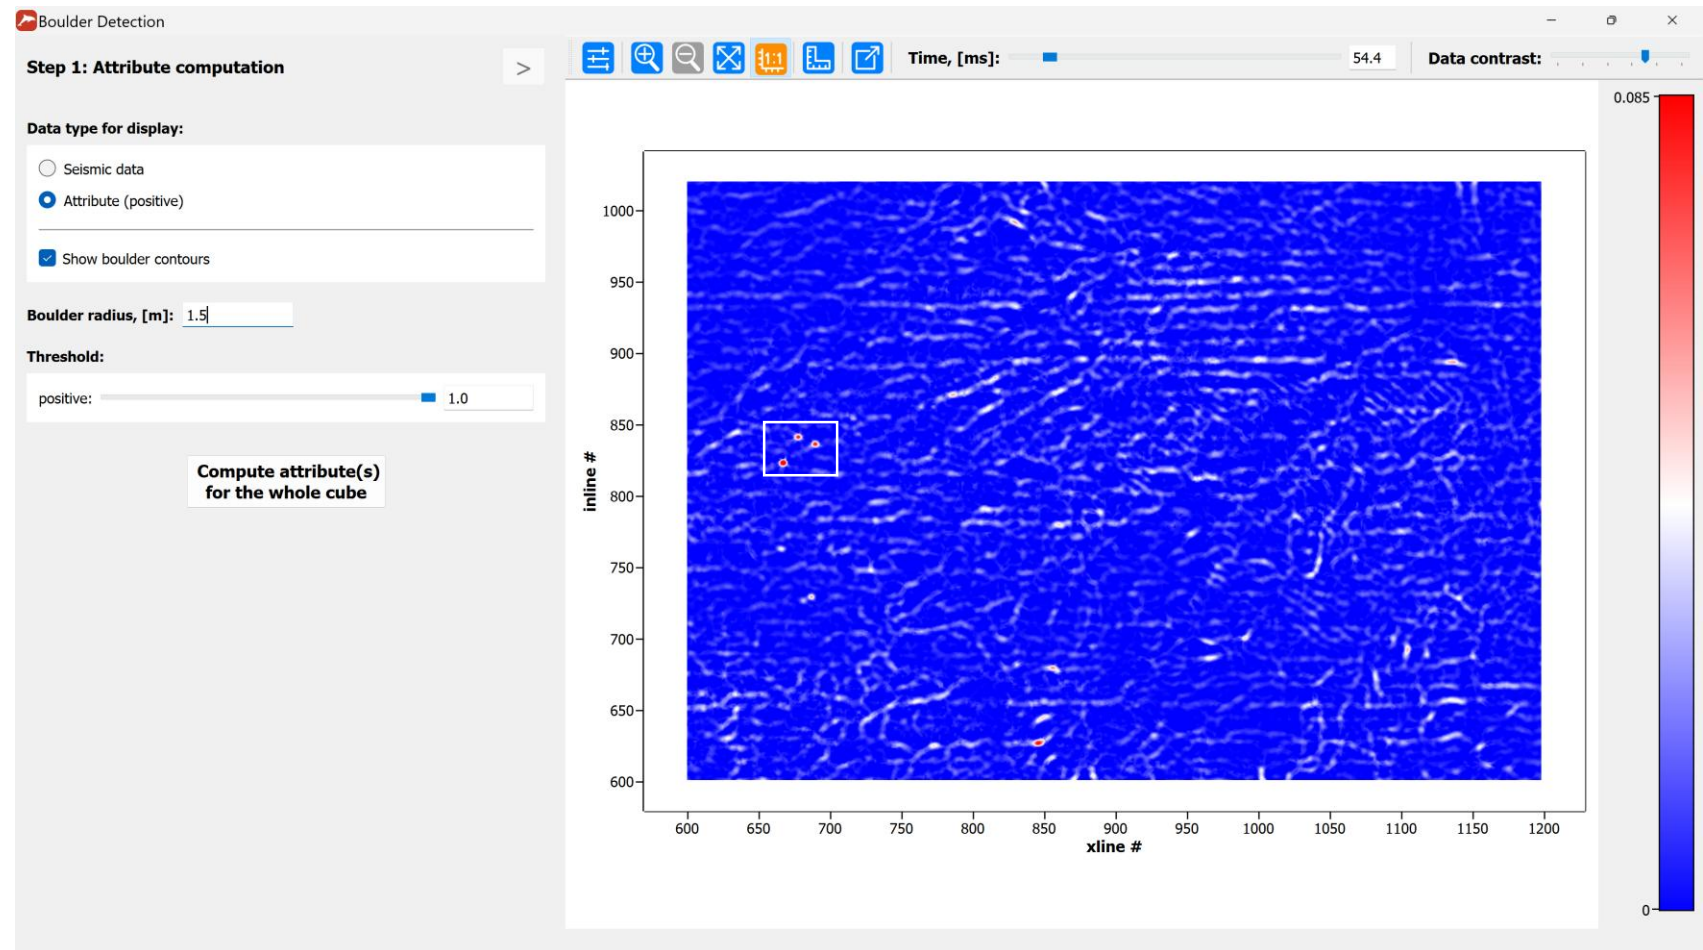 Boulder Detection
Step 1: Attribute computation
>
Data type for display:
Seismic data
Attribute (positive)
Show boulder contours
Boulder radius, [m]: 1.5
Threshold:
positive: 1.0
Compute attribute(s)
for the whole cube
1:1
Time, [ms]: 54.4
Data contrast:
0.085
0
1000
950
900
850
800
750
700
650
600
inline #
600 650 700 750 800 850 900 950 1000 1050 1100 1150 1200
xline #